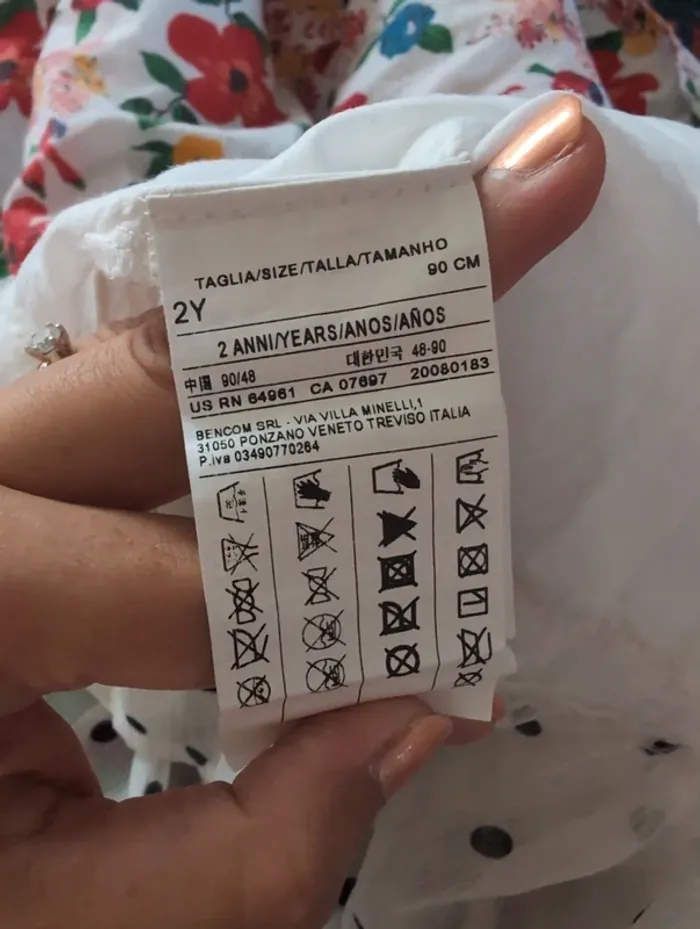 TAGLIA/SIZE/TALLA/TAMANHO
2Y 90 CM
2 ANNI/YEARS/ANOS/AÑOS
中国 90/48 대한민국 48-90
US RN 64961 CA 07697 20080183
BENCOM SRL - VIA VILLA MINELLI,1
31050 PONZANO VENETO TREVISO ITALIA
P.iva 03490770264